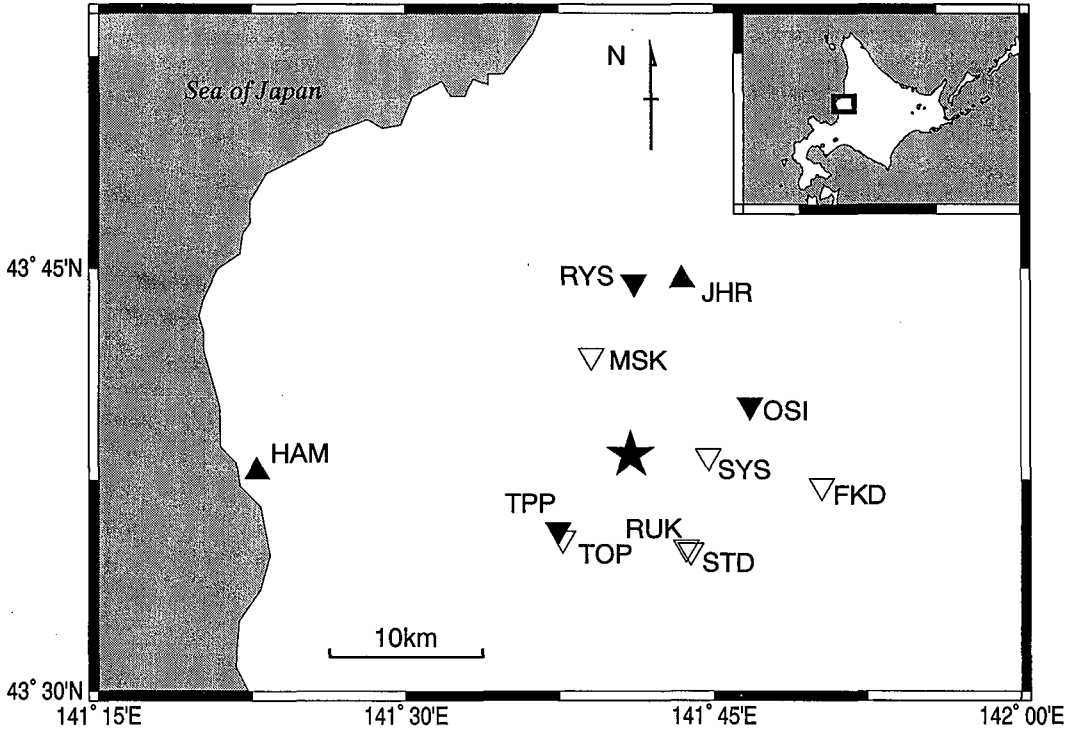 N
Sea of Japan
43° 45'N
RYS
JHR
MSK
OSI
HAM
SYS
FKD
TPP
RUK
TOP
STD
10km
43° 30'N
141° 15'E
141° 30'E
141° 45'E
142° 00'E